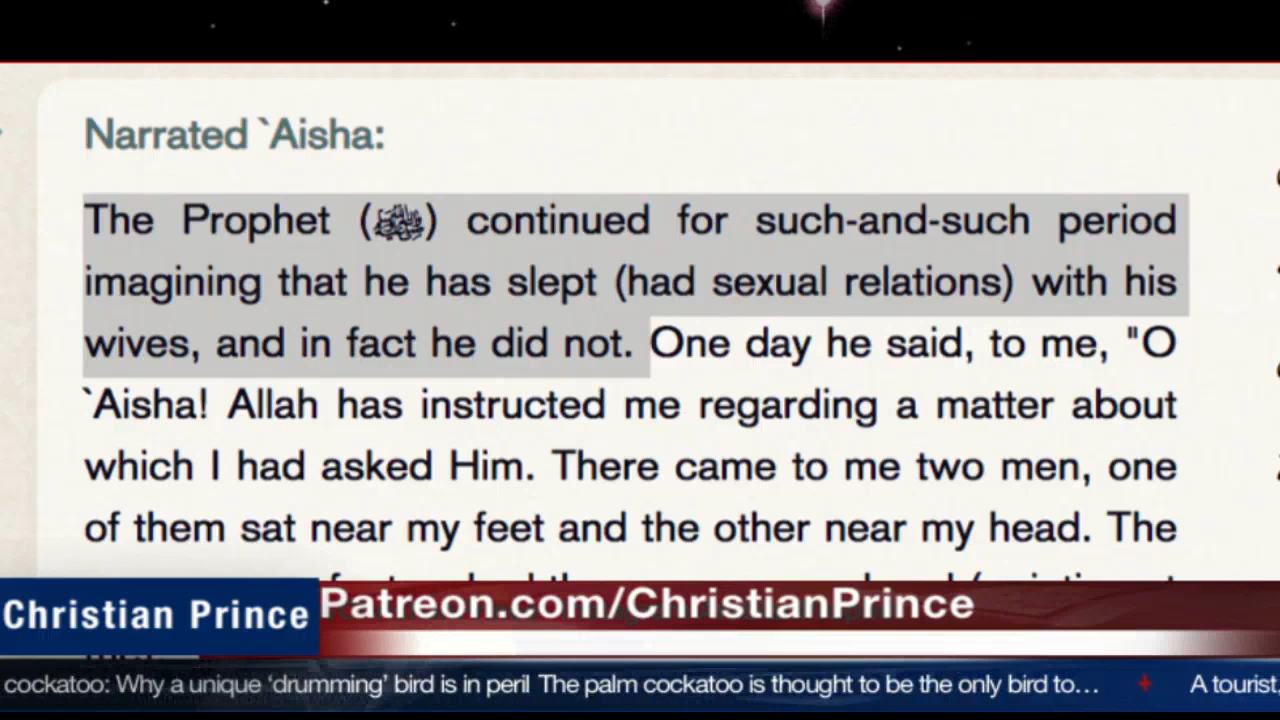 Narrated `Aisha:
The Prophet (ﷺ) continued for such-and-such period
imagining that he has slept (had sexual relations) with his
wives, and in fact he did not. One day he said, to me, "O
`Aisha! Allah has instructed me regarding a matter about
which I had asked Him. There came to me two men, one
of them sat near my feet and the other near my head. The
Christian Prince
Patreon.com/ChristianPrince
cockatoo: Why a unique ‘drumming’ bird is in peril The palm cockatoo is thought to be the only bird to… A tourist,